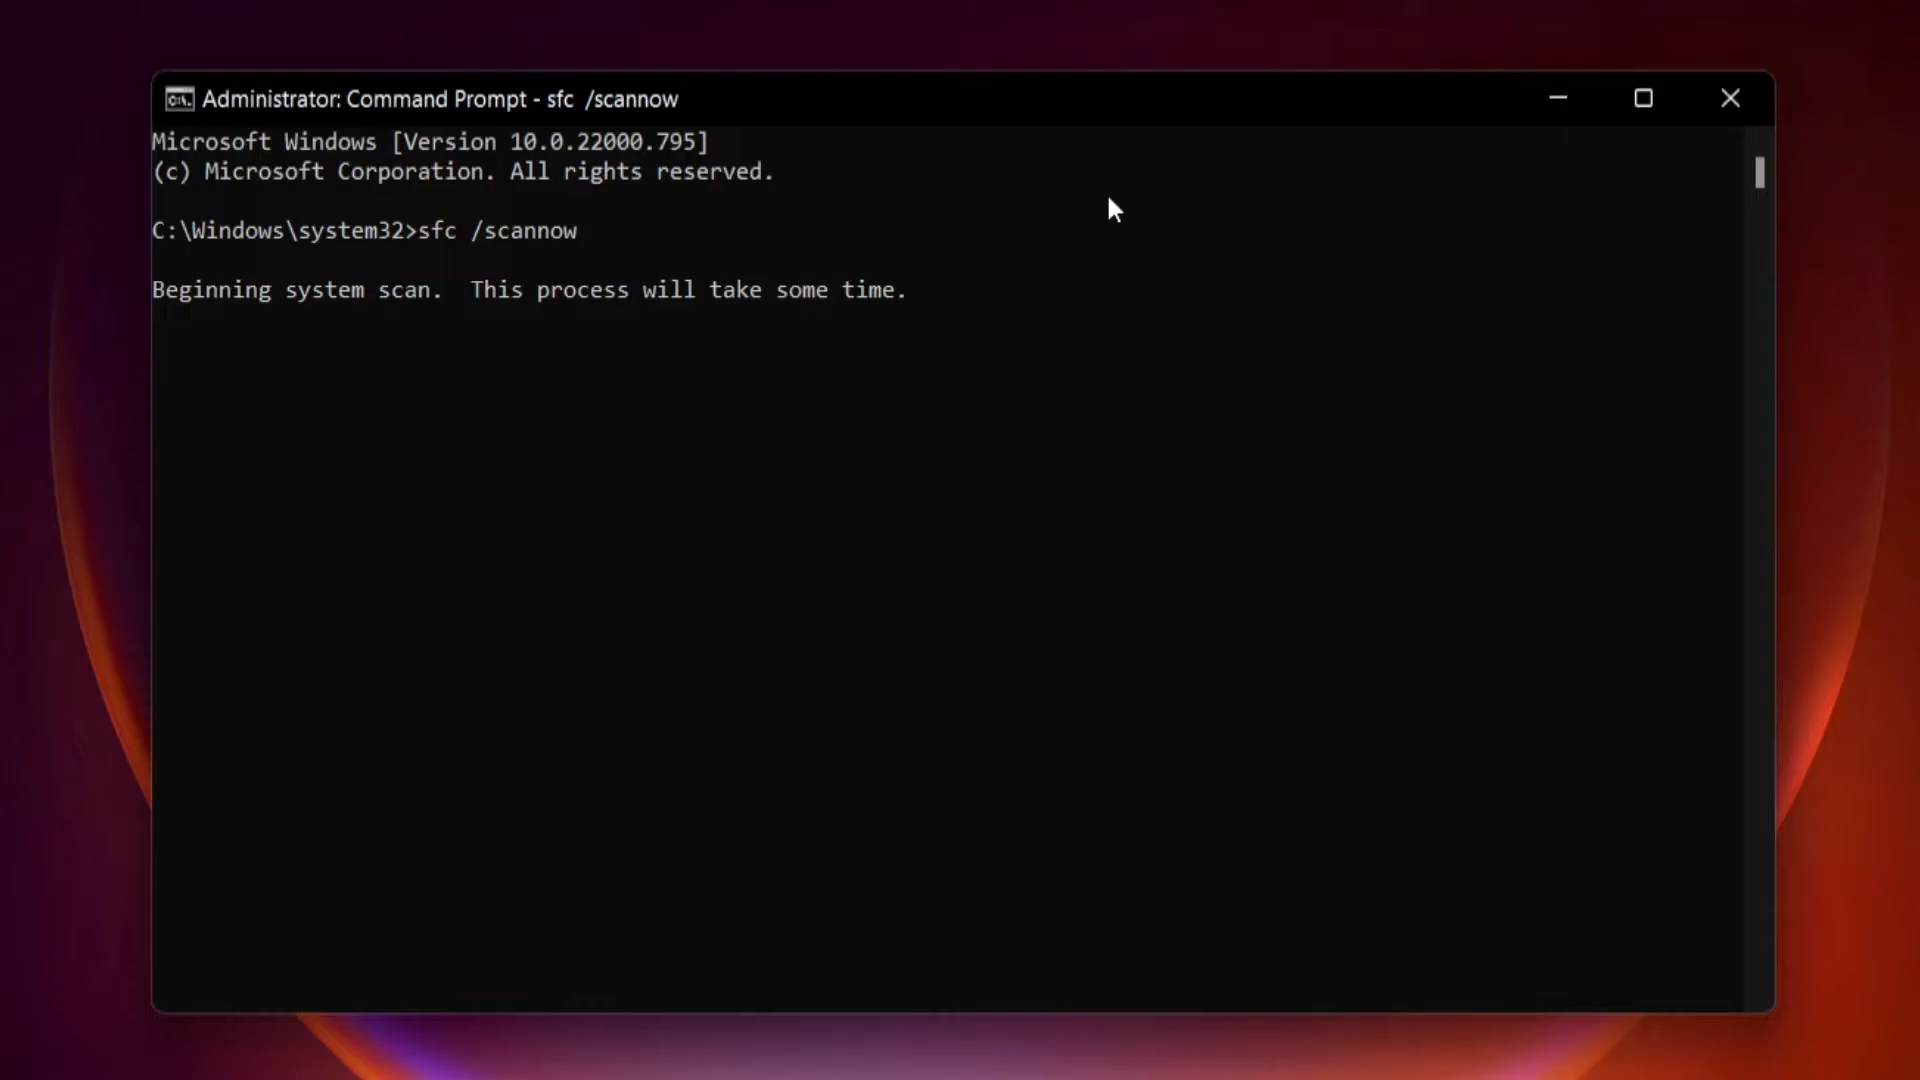 Administrator: Command Prompt - sfc  /scannow
Microsoft Windows [Version 10.0.22000.795]
(c) Microsoft Corporation. All rights reserved.
C:\Windows\system32>sfc /scannow
Beginning system scan.  This process will take some time.